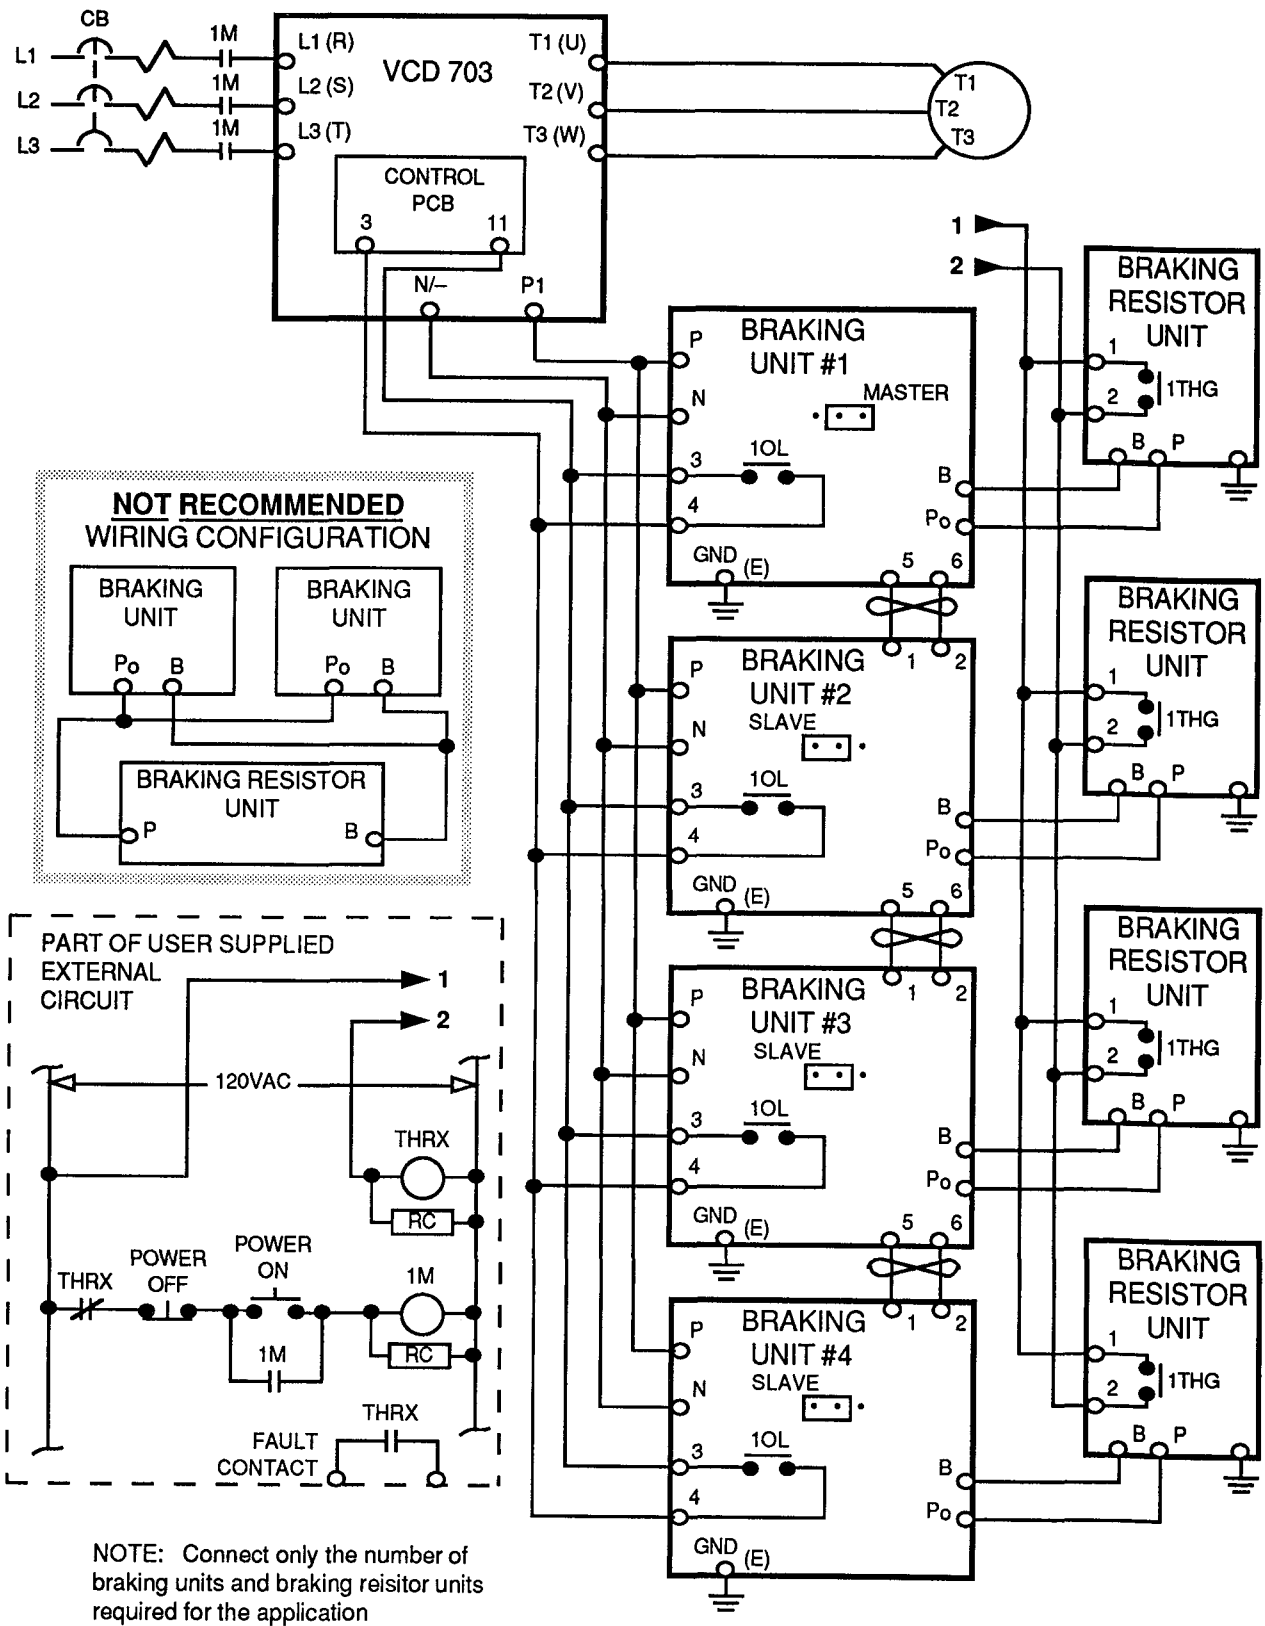 CB
L1
1M
L1 (R)
T1 (U)
T1
VCD 703
L2
1M
L2 (S)
T2 (V)
T2
L3
1M
L3 (T)
T3 (W)
T3
CONTROL
PCB
3
11
N/–
P1
1
2
BRAKING
UNIT #1
P
N
MASTER
3
1OL
4
B
Po
GND
(E)
5
6
BRAKING
RESISTOR
UNIT
1
2
1THG
B
P
BRAKING
UNIT #2
1
2
P
N
SLAVE
3
1OL
4
B
Po
GND
(E)
5
6
BRAKING
RESISTOR
UNIT
1
2
1THG
B
P
BRAKING
UNIT #3
1
2
P
N
SLAVE
3
1OL
4
B
Po
GND
(E)
5
6
BRAKING
RESISTOR
UNIT
1
2
1THG
B
P
BRAKING
UNIT #4
1
2
P
N
SLAVE
3
1OL
4
B
Po
GND
(E)
BRAKING
RESISTOR
UNIT
1
2
1THG
B
P
NOT RECOMMENDED
WIRING CONFIGURATION
BRAKING
UNIT
Po
B
BRAKING
UNIT
Po
B
BRAKING RESISTOR
UNIT
P
B
PART OF USER SUPPLIED
EXTERNAL
CIRCUIT
1
2
120VAC
THRX
RC
THRX
POWER
OFF
POWER
ON
1M
1M
RC
THRX
FAULT
CONTACT
NOTE: Connect only the number of
braking units and braking reisitor units
required for the application